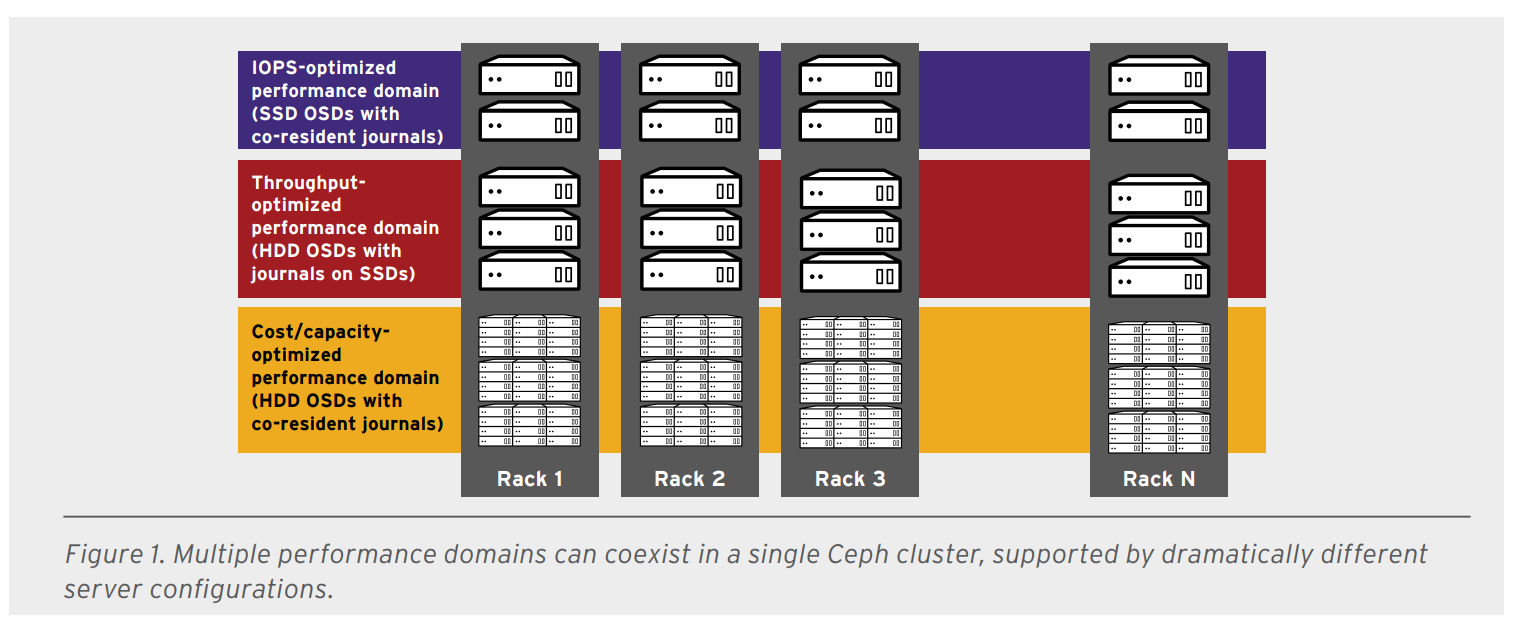 IOPS-optimized
performance domain
(SSD OSDs with
co-resident journals)
Throughput-
optimized
performance domain
(HDD OSDs with
journals on SSDs)
Cost/capacity-
optimized
performance domain
(HDD OSDs with
co-resident journals)
Rack 1
Rack 2
Rack 3
Rack N
Figure 1. Multiple performance domains can coexist in a single Ceph cluster, supported by dramatically different
server configurations.